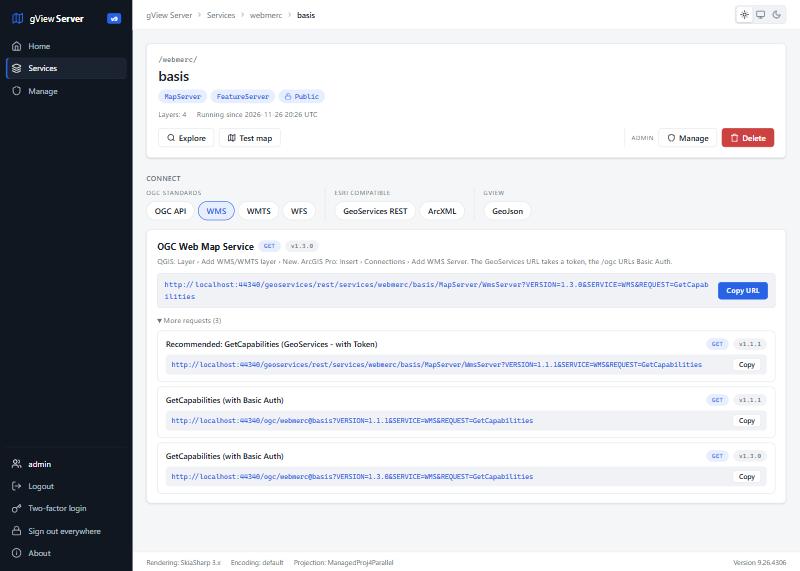 gView Server v9
Home
Services
Manage
admin
Logout
Two-factor login
Sign out everywhere
About
gView Server › Services › webmerc › basis
/webmerc/
basis
MapServer FeatureServer Public
Layers: 4 Running since 2026-11-26 20:26 UTC
Explore Test map ADMIN Manage Delete
CONNECT
OGC STANDARDS ESRI COMPATIBLE GVIEW
OGC API WMS WMTS WFS GeoServices REST ArcXML GeoJson
OGC Web Map Service GET v1.3.0
QGIS: Layer › Add WMS/WMTS layer › New. ArcGIS Pro: Insert › Connections › Add WMS Server. The GeoServices URL takes a token, the /ogc URLs Basic Auth.
http://localhost:44340/geoservices/rest/services/webmerc/basis/MapServer/WmsServer?VERSION=1.3.0&SERVICE=WMS&REQUEST=GetCapab
ilities
Copy URL
▼ More requests (3)
Recommended: GetCapabilities (GeoServices - with Token) GET v1.1.1
http://localhost:44340/geoservices/rest/services/webmerc/basis/MapServer/WmsServer?VERSION=1.1.1&SERVICE=WMS&REQUEST=GetCapabilities Copy
GetCapabilities (with Basic Auth) GET v1.1.1
http://localhost:44340/ogc/webmerc@basis?VERSION=1.1.1&SERVICE=WMS&REQUEST=GetCapabilities Copy
GetCapabilities (with Basic Auth) GET v1.3.0
http://localhost:44340/ogc/webmerc@basis?VERSION=1.3.0&SERVICE=WMS&REQUEST=GetCapabilities Copy
Rendering: SkiaSharp 3.x Encoding: default Projection: ManagedProj4Parallel Version 9.26.4306